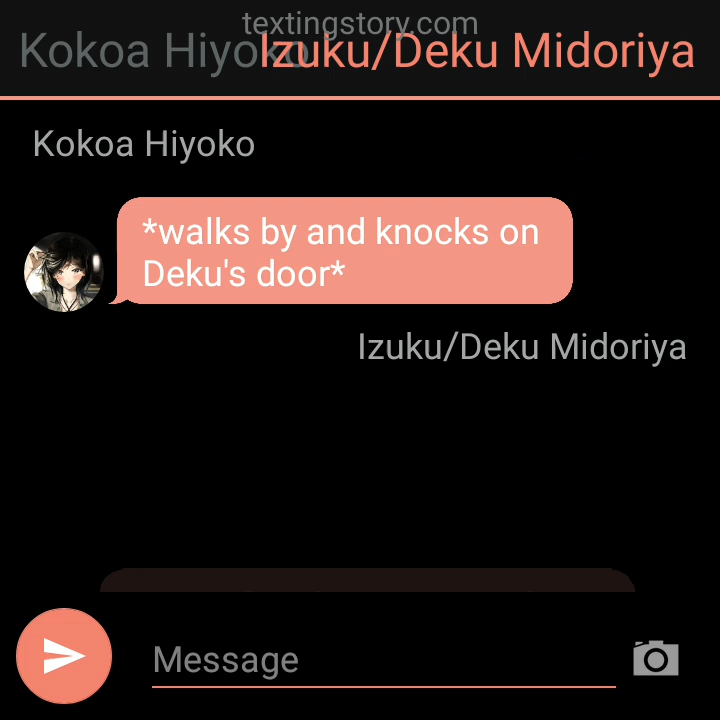 textingstory.com
Kokoa Hiyoko Izuku/Deku Midoriya
Kokoa Hiyoko
*walks by and knocks on
Deku's door*
Izuku/Deku Midoriya
Message